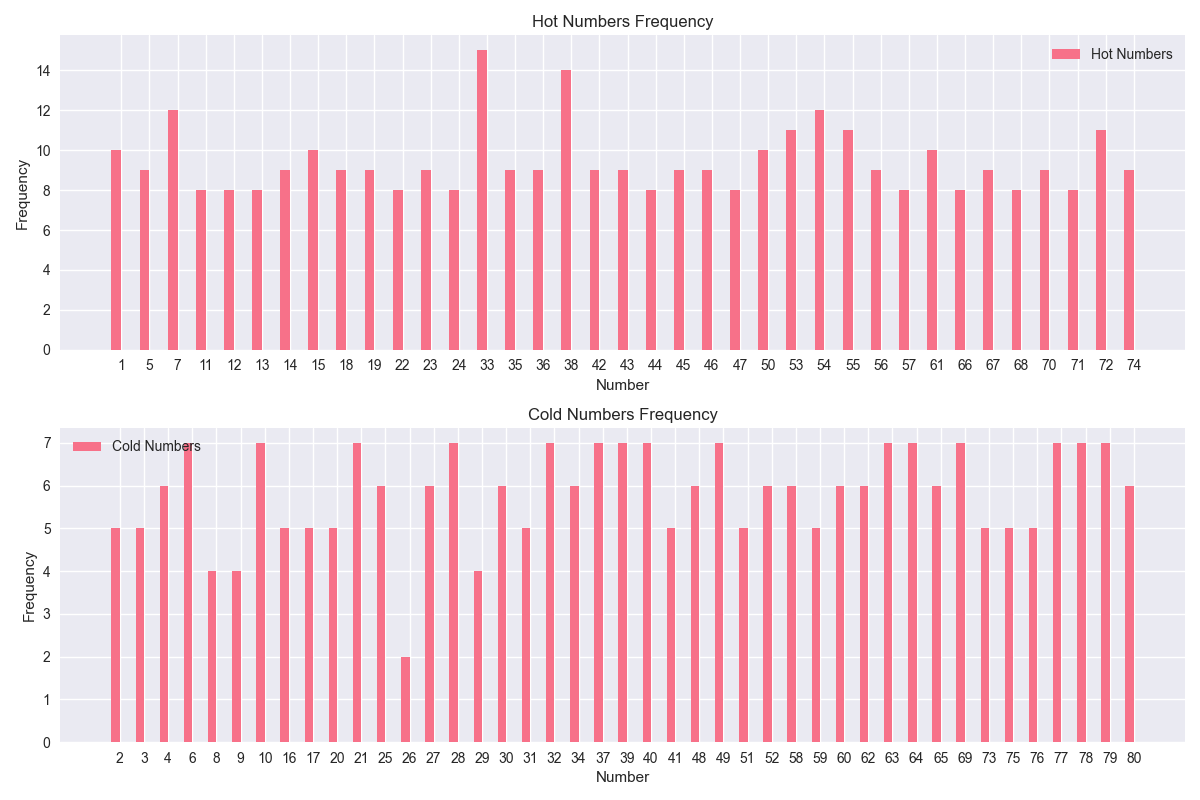 Hot Numbers Frequency
Hot Numbers
14
12
10
8
6
4
2
0
Frequency
1 5 7 11 12 13 14 15 18 19 22 23 24 33 35 36 38 42 43 44 45 46 47 50 53 54 55 56 57 61 66 67 68 70 71 72 74
Number
Cold Numbers Frequency
Cold Numbers
7
6
5
4
3
2
1
0
Frequency
2 3 4 6 8 9 10 16 17 20 21 25 26 27 28 29 30 31 32 34 37 39 40 41 48 49 51 52 58 59 60 62 63 64 65 69 73 75 76 77 78 79 80
Number